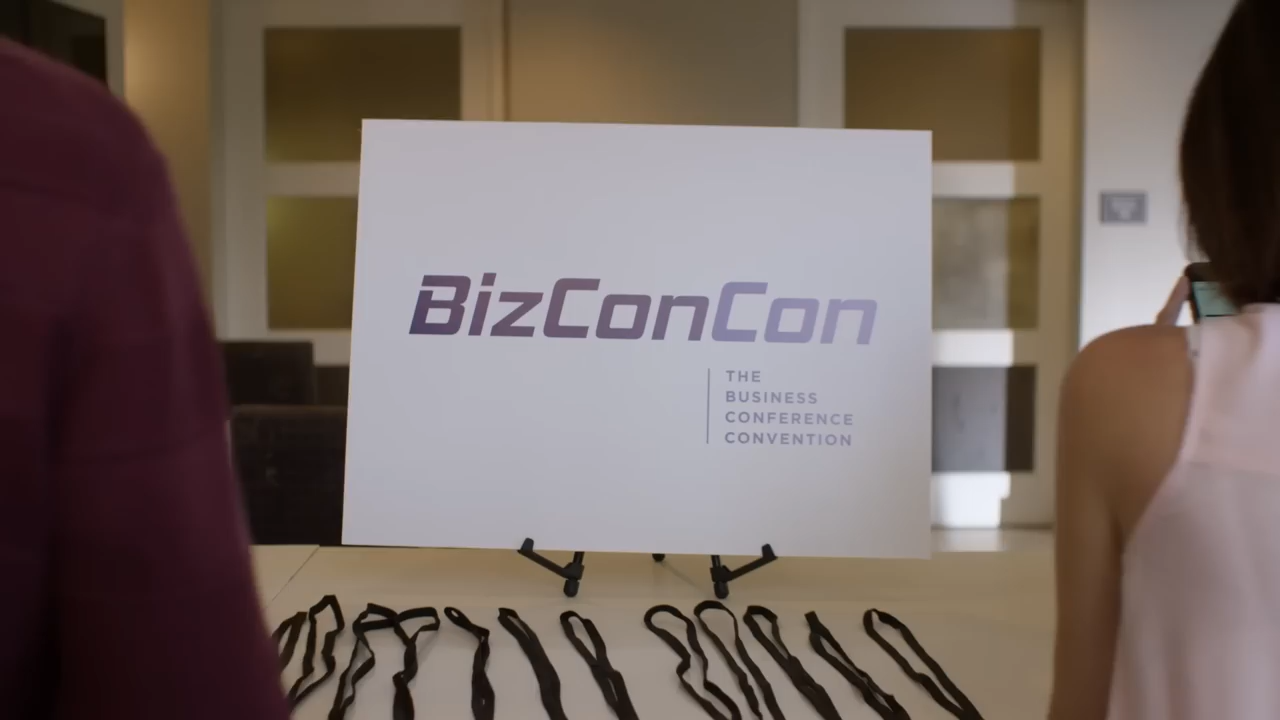 BizConCon
THE
BUSINESS
CONFERENCE
CONVENTION